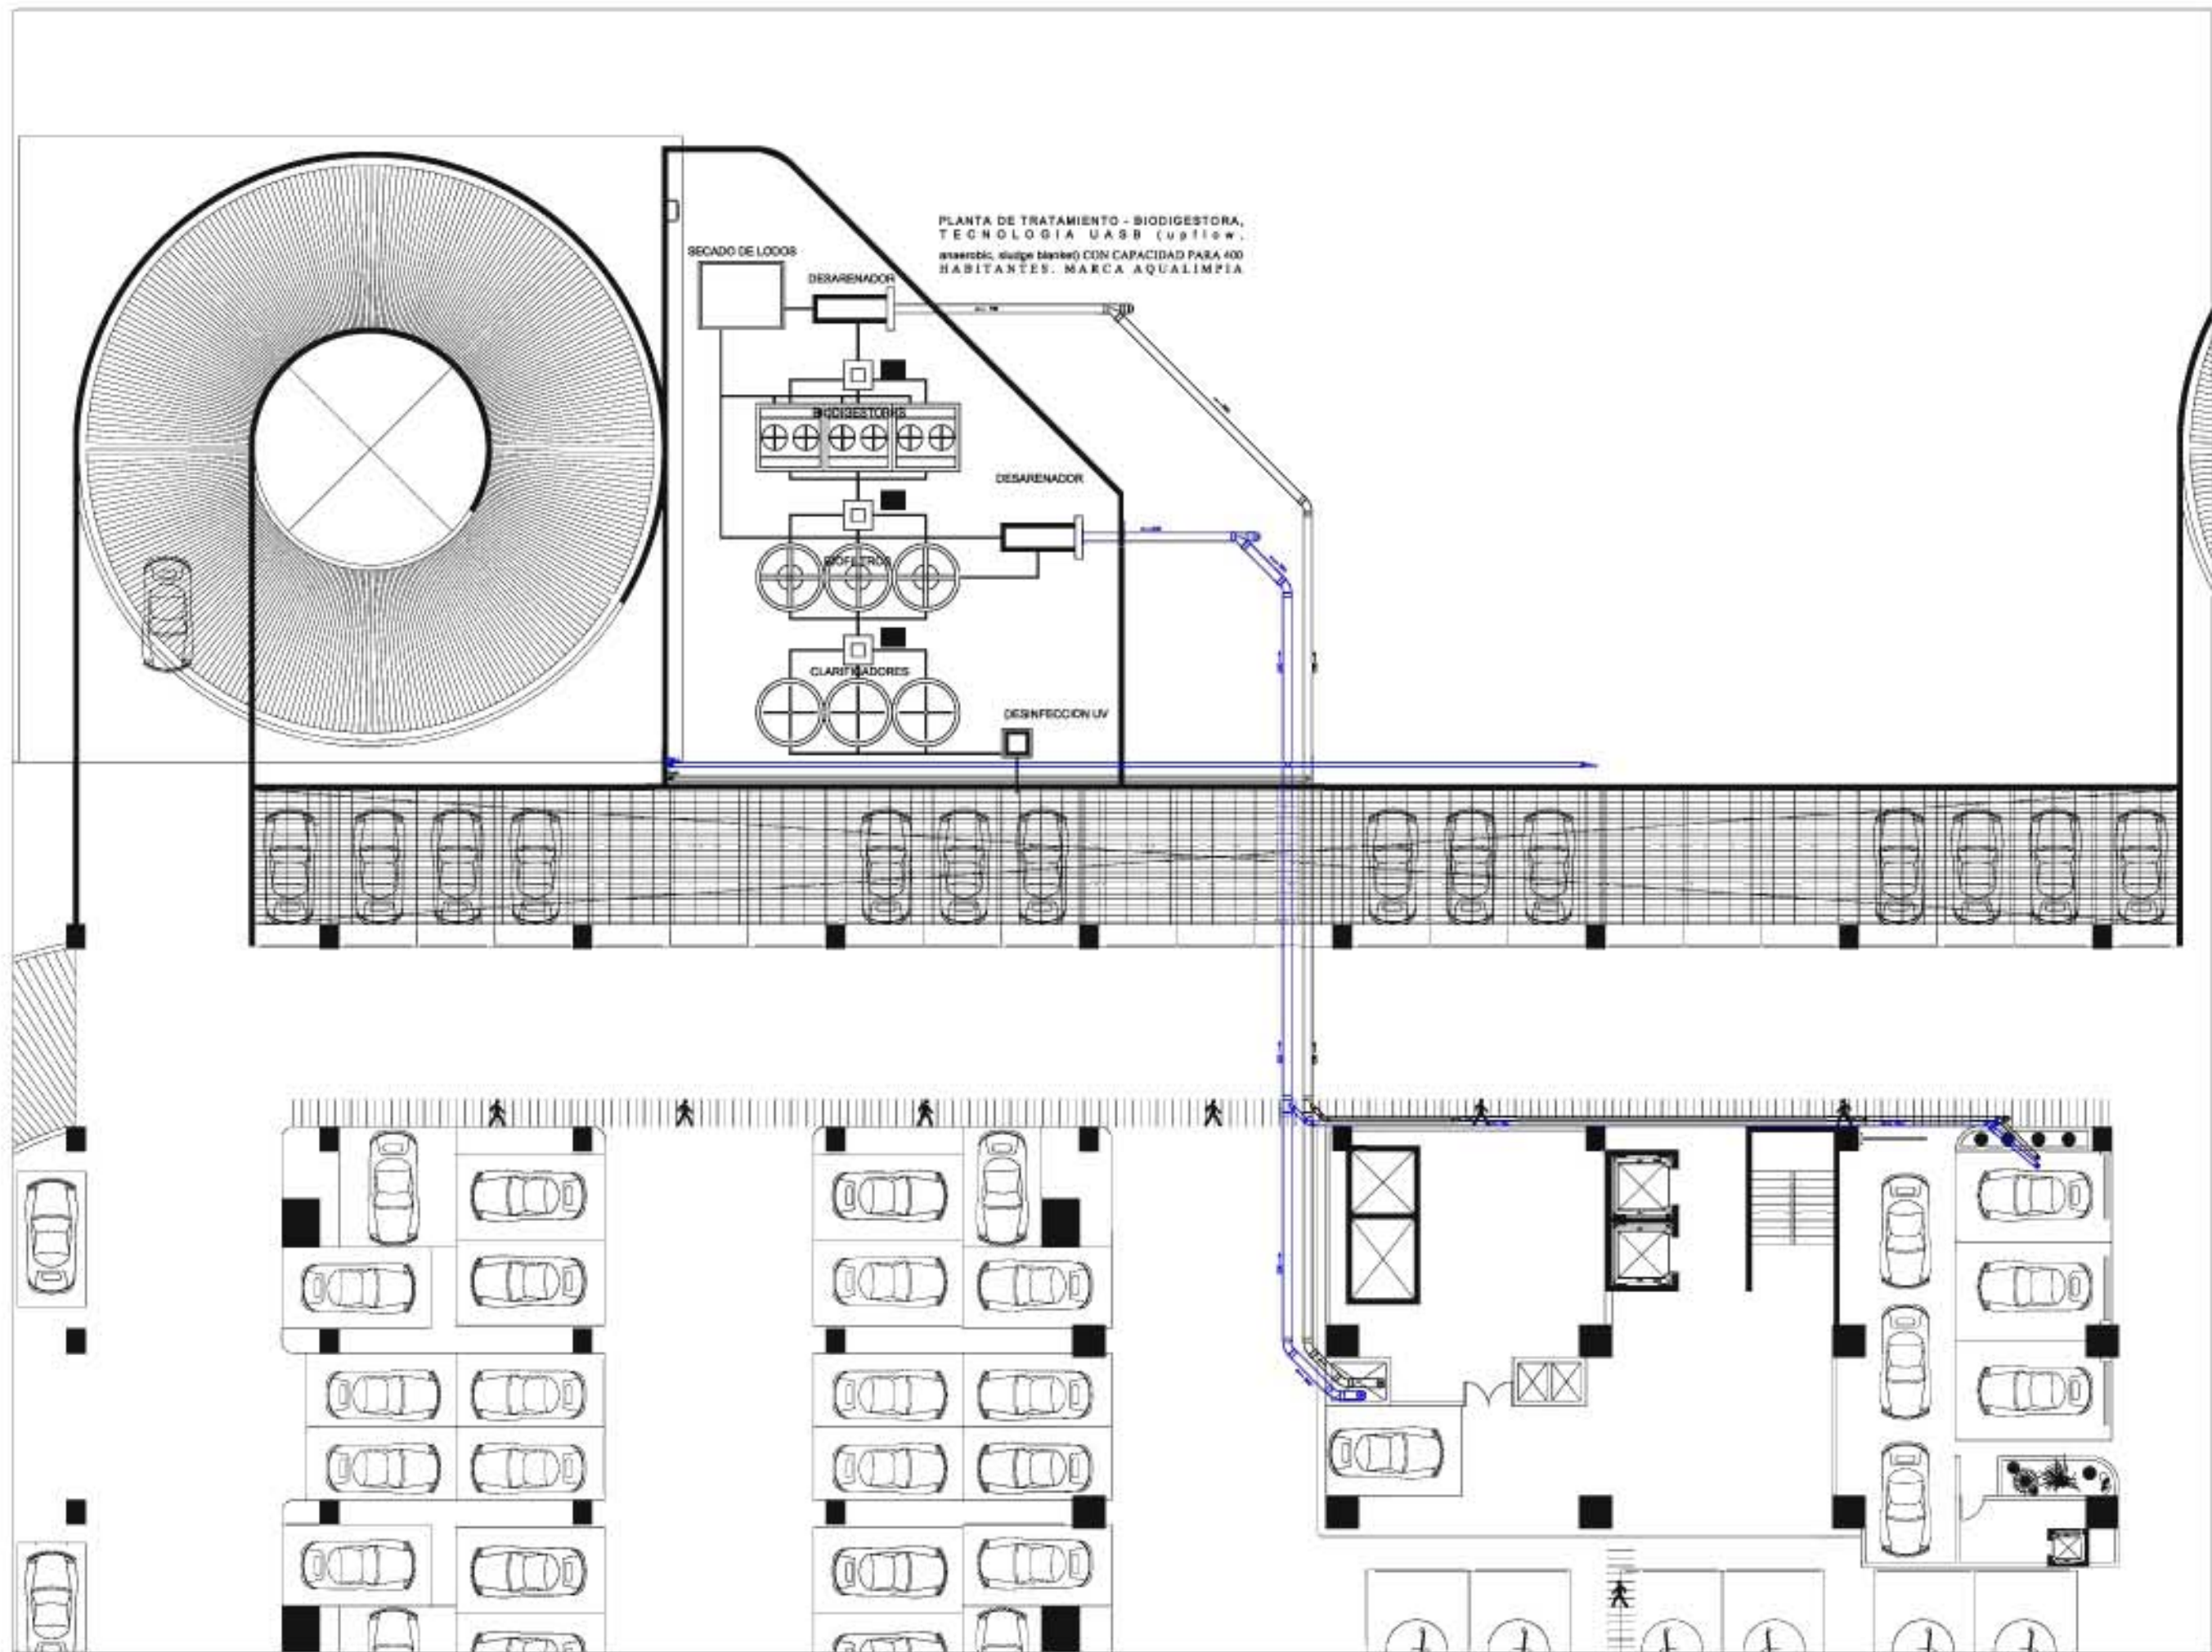 PLANTA DE TRATAMIENTO - BIODIGESTORA,
TECNOLOGIA UASB (upflow,
anaerobic, sludge blanket) CON CAPACIDAD PARA 400
HABITANTES. MARCA AQUALIMPIA
SECADO DE LODOS
DESARENADOR
BIODIGESTORES
DESARENADOR
BIOFILTROS
CLARIFICADORES
DESINFECCION UV